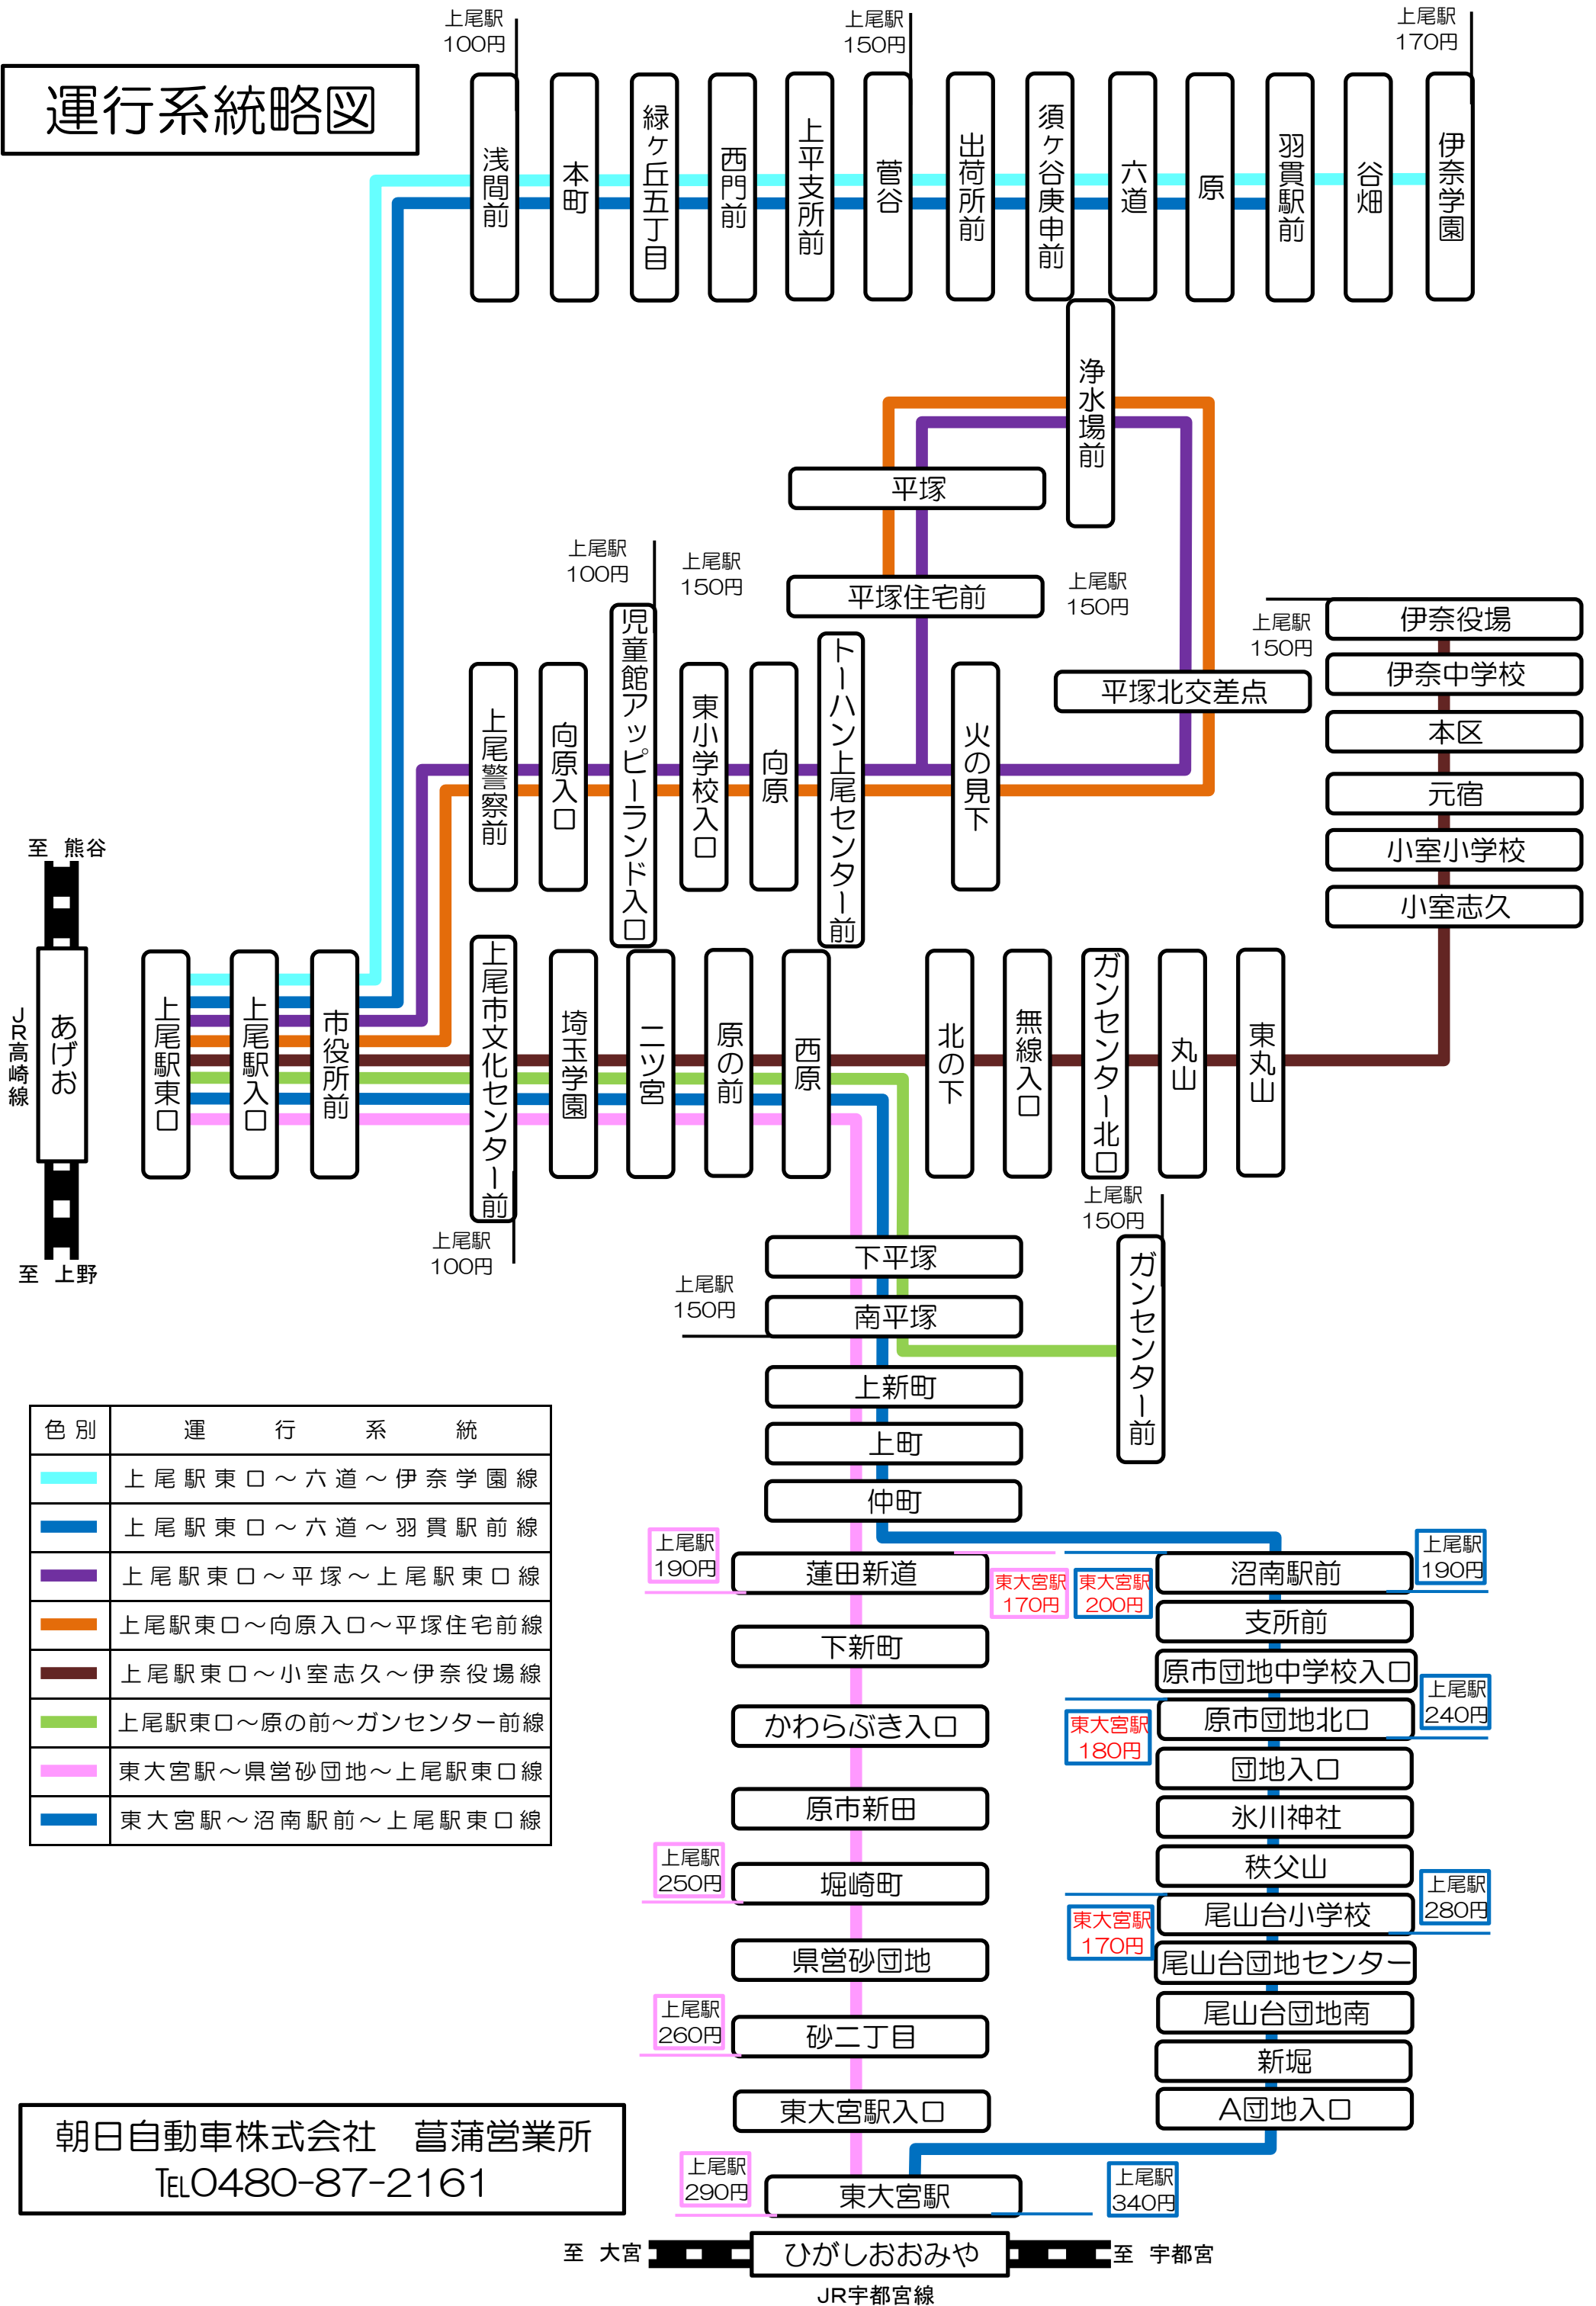 運行系統略図
上尾駅
100円
上尾駅
150円
上尾駅
170円
浅間前
本町
緑ヶ丘五丁目
西門前
上平支所前
菅谷
出荷所前
須ヶ谷庚申前
六道
原
羽貫駅前
谷畑
伊奈学園
浄水場前
平塚
平塚住宅前
上尾駅
100円
上尾駅
150円
上尾駅
150円
上尾駅
150円
平塚北交差点
上尾警察前
向原入口
児童館アッピーランド入口
東小学校入口
向原
トーハン上尾センター前
火の見下
伊奈役場
伊奈中学校
本区
元宿
小室小学校
小室志久
至 熊谷
あげお
JR高崎線
至 上野
上尾駅東口
上尾駅入口
市役所前
上尾市文化センター前
埼玉学園
二ツ宮
原の前
西原
北の下
無線入口
ガンセンター北口
丸山
東丸山
上尾駅
100円
上尾駅
150円
上尾駅
150円
ガンセンター前
下平塚
南平塚
上新町
上町
仲町
色別 運行系統
上尾駅東口～六道～伊奈学園線
上尾駅東口～六道～羽貫駅前線
上尾駅東口～平塚～上尾駅東口線
上尾駅東口～向原入口～平塚住宅前線
上尾駅東口～小室志久～伊奈役場線
上尾駅東口～原の前～ガンセンター前線
東大宮駅～県営砂団地～上尾駅東口線
東大宮駅～沼南駅前～上尾駅東口線
上尾駅
190円
蓮田新道
東大宮駅
170円
下新町
かわらぶき入口
原市新田
上尾駅
250円
堀崎町
県営砂団地
上尾駅
260円
砂二丁目
東大宮駅入口
上尾駅
290円
東大宮駅
200円
沼南駅前
上尾駅
190円
支所前
原市団地中学校入口
東大宮駅
180円
原市団地北口
上尾駅
240円
団地入口
氷川神社
秩父山
東大宮駅
170円
尾山台小学校
上尾駅
280円
尾山台団地センター
尾山台団地南
新堀
A団地入口
東大宮駅
上尾駅
340円
朝日自動車株式会社 菖蒲営業所
℡0480-87-2161
至 大宮
ひがしおおみや
至 宇都宮
JR宇都宮線